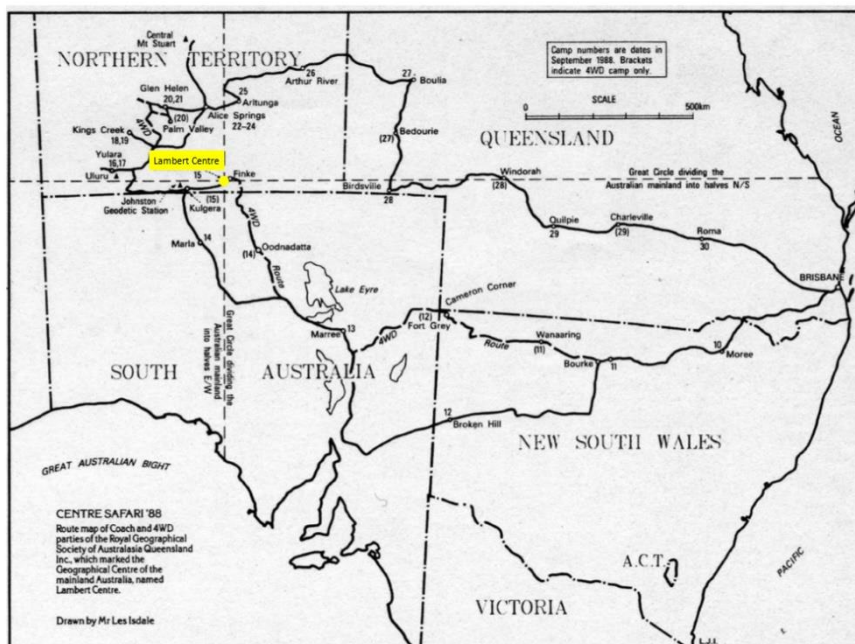 Central
Mt Stuart
NORTHERN TERRITORY
Camp numbers are dates in
September 1988. Brackets
indicate 4WD camp only.
26
Arthur River
27
Boulia
Glen Helen
20,21
25
Arltunga
SCALE
0
500km
4WD
(20)
Palm Valley
Alice Springs
22–24
Kings Creek
18,19
(27)
Bedourie
QUEENSLAND
OCEAN
Yulara
16,17
Lambert Centre
Uluru
15
Finke
Windorah
(28)
Great Circle dividing the
Australian mainland into halves N/S
Birdsville
28
Johnston
Geodetic Station
(15)
Kulgera
4WD
Quilpie
29
Charleville
(29)
Roma
30
14
Marla
(14)
Oodnadatta
Route
BRISBANE
Lake Eyre
Cameron Corner
Great Circle dividing the
Australian mainland
into halves E/W
13
Marree
4WD
(12)
Fort Grey
Route
Wanaaring
(11)
10
Moree
Bourke
11
SOUTH AUSTRALIA
12
Broken Hill
NEW SOUTH WALES
GREAT AUSTRALIAN BIGHT
CENTRE SAFARI '88
Route map of Coach and 4WD
parties of the Royal Geographical
Society of Australasia Queensland
Inc., which marked the
Geographical Centre of the
mainland Australia, named
Lambert Centre.
Drawn by Mr Les Isdale
A.C.T.
PACIFIC
VICTORIA